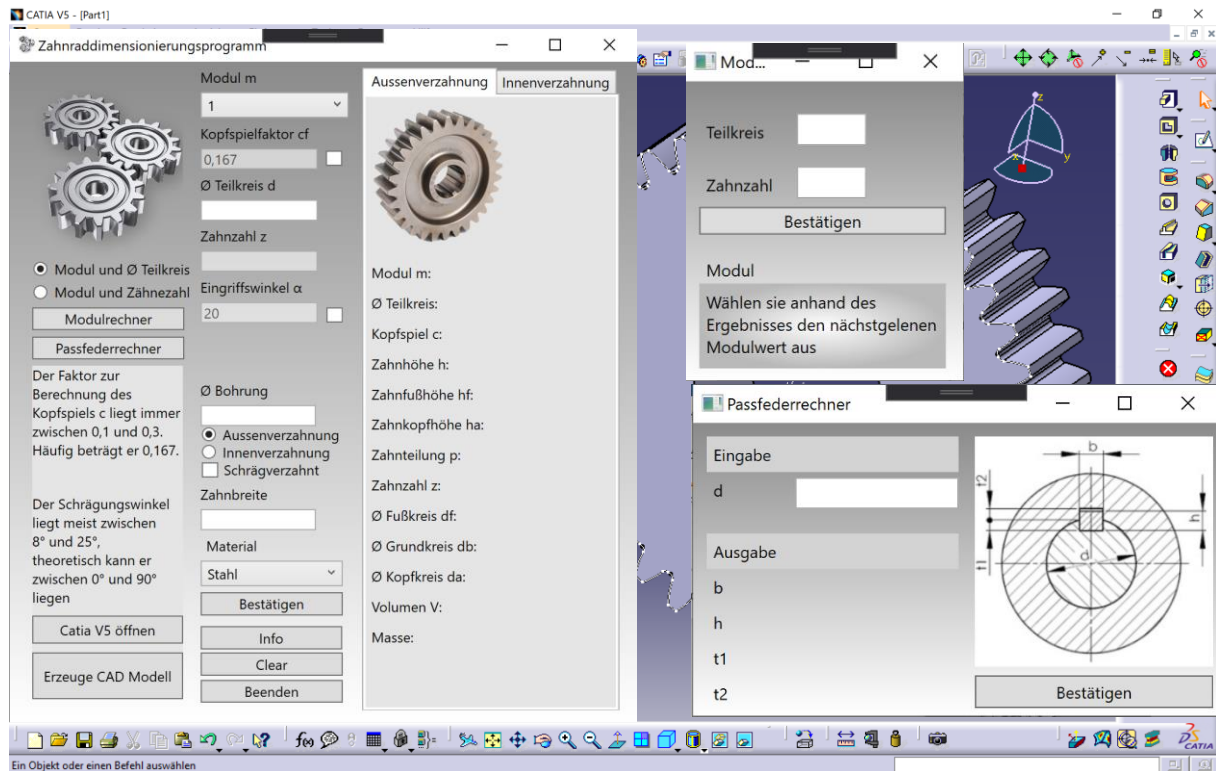 CATIA V5 - [Part1]
Zahnraddimensionierungsprogramm
Modul m
1
Kopfspielfaktor cf
0,167
Ø Teilkreis d
Zahnzahl z
Modul und Ø Teilkreis
Modul und Zähnezahl
Eingriffswinkel α
20
Modulrechner
Passfederrechner
Der Faktor zur
Berechnung des
Kopfspiels c liegt immer
zwischen 0,1 und 0,3.
Häufig beträgt er 0,167.
Der Schrägungswinkel
liegt meist zwischen
8° und 25°,
theoretisch kann er
zwischen 0° und 90°
liegen
Catia V5 öffnen
Erzeuge CAD Modell
Ø Bohrung
Aussenverzahnung
Innenverzahnung
Schrägverzahnt
Zahnbreite
Material
Stahl
Bestätigen
Info
Clear
Beenden
Aussenverzahnung
Innenverzahnung
Modul m:
Ø Teilkreis:
Kopfspiel c:
Zahnhöhe h:
Zahnfußhöhe hf:
Zahnkopfhöhe ha:
Zahnteilung p:
Zahnzahl z:
Ø Fußkreis df:
Ø Grundkreis db:
Ø Kopfkreis da:
Volumen V:
Masse:
Mod...
Teilkreis
Zahnzahl
Bestätigen
Modul
Wählen sie anhand des
Ergebnisses den nächstgelenen
Modulwert aus
z
x
y
Passfederrechner
Eingabe
d
Ausgabe
b
h
t1
t2
b
t2
t1
d
h
Bestätigen
f(x)
CATIA
Ein Objekt oder einen Befehl auswählen